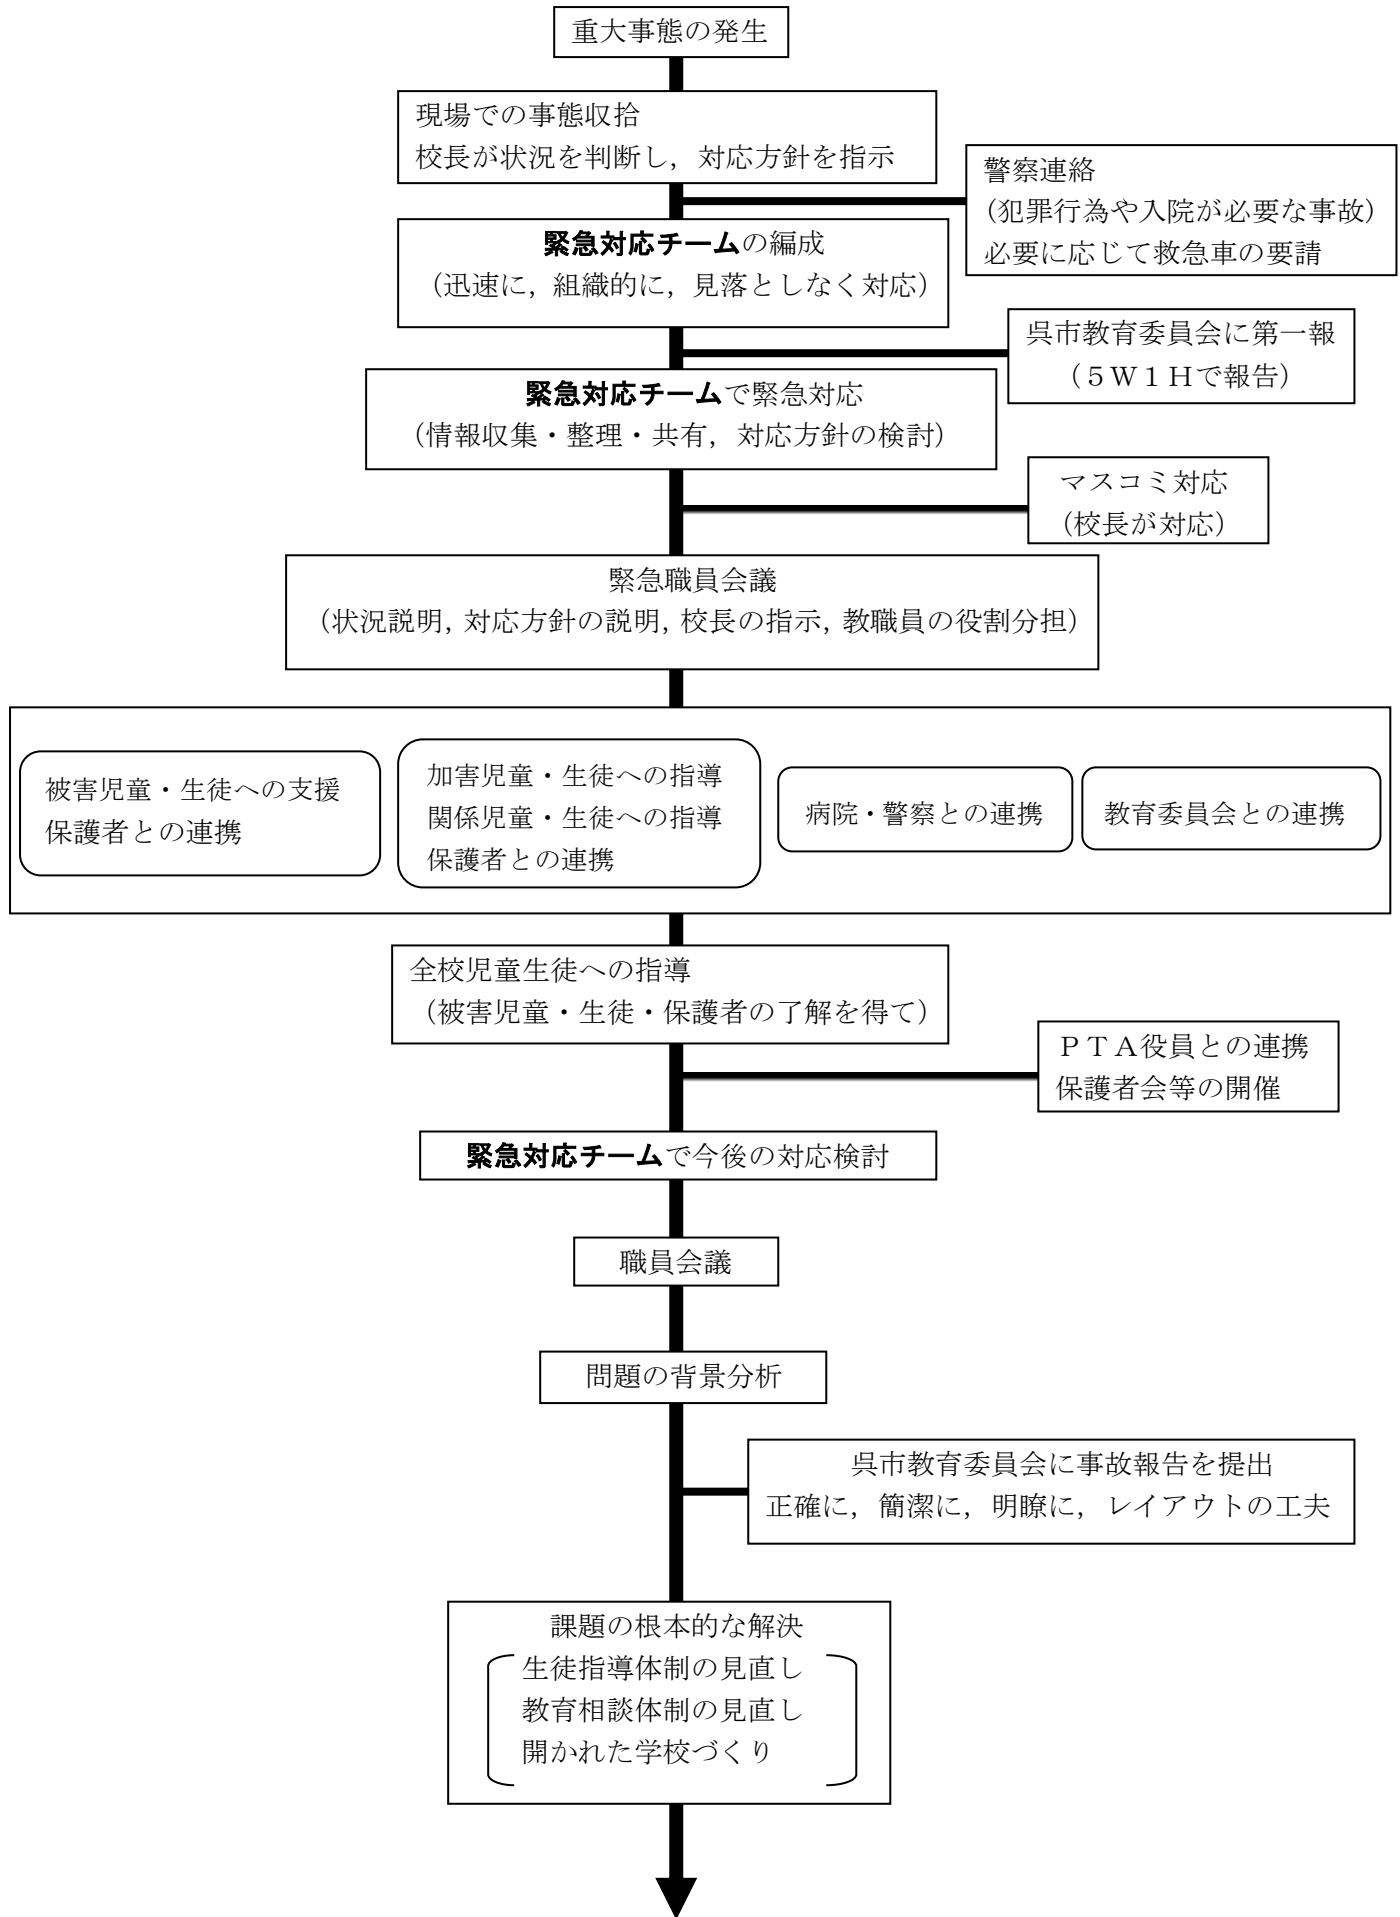 重大事態の発生
現場での事態収拾
校長が状況を判断し，対応方針を指示
警察連絡
（犯罪行為や入院が必要な事故）
必要に応じて救急車の要請
緊急対応チームの編成
（迅速に，組織的に，見落としなく対応）
呉市教育委員会に第一報
（５Ｗ１Ｈで報告）
緊急対応チームで緊急対応
（情報収集・整理・共有，対応方針の検討）
マスコミ対応
（校長が対応）
緊急職員会議
（状況説明，対応方針の説明，校長の指示，教職員の役割分担）
被害児童・生徒への支援
保護者との連携
加害児童・生徒への指導
関係児童・生徒への指導
保護者との連携
病院・警察との連携
教育委員会との連携
全校児童生徒への指導
（被害児童・生徒・保護者の了解を得て）
ＰＴＡ役員との連携
保護者会等の開催
緊急対応チームで今後の対応検討
職員会議
問題の背景分析
呉市教育委員会に事故報告を提出
正確に，簡潔に，明瞭に，レイアウトの工夫
課題の根本的な解決
生徒指導体制の見直し
教育相談体制の見直し
開かれた学校づくり